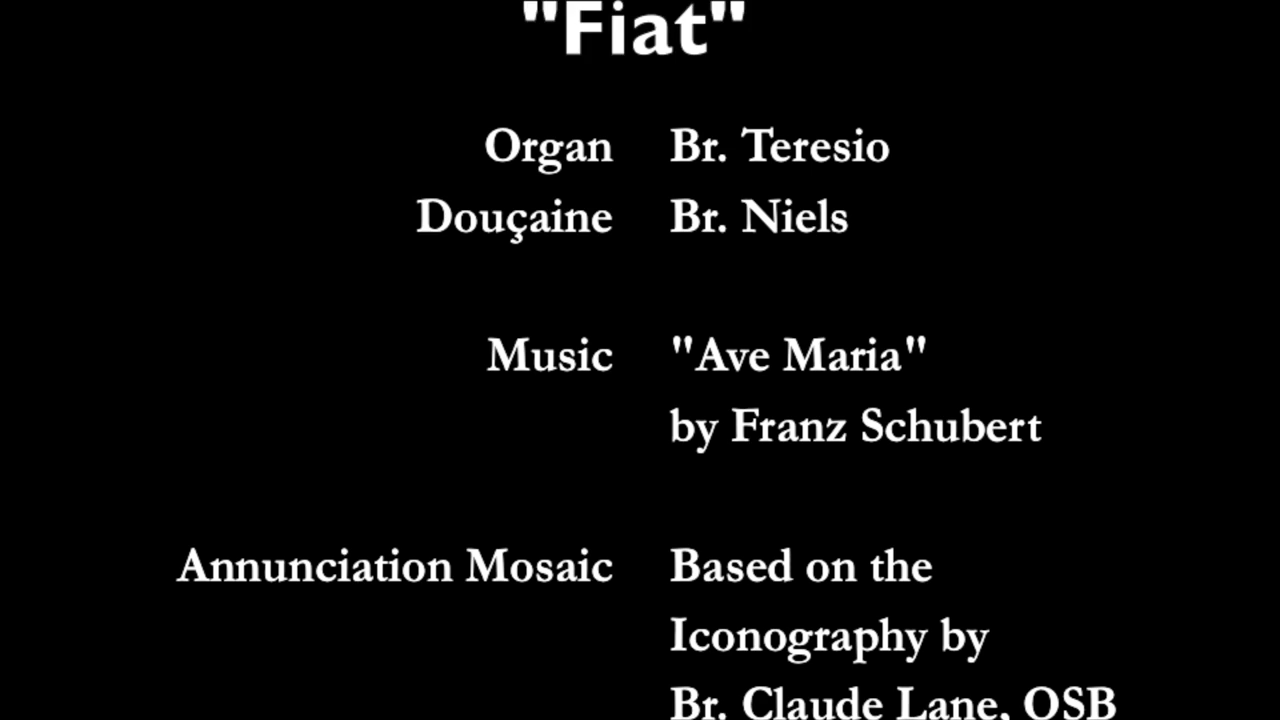 "Fiat"
Organ Br. Teresio
Douçaine Br. Niels
Music "Ave Maria"
by Franz Schubert
Annunciation Mosaic Based on the
Iconography by
Br. Claude Lane, OSB